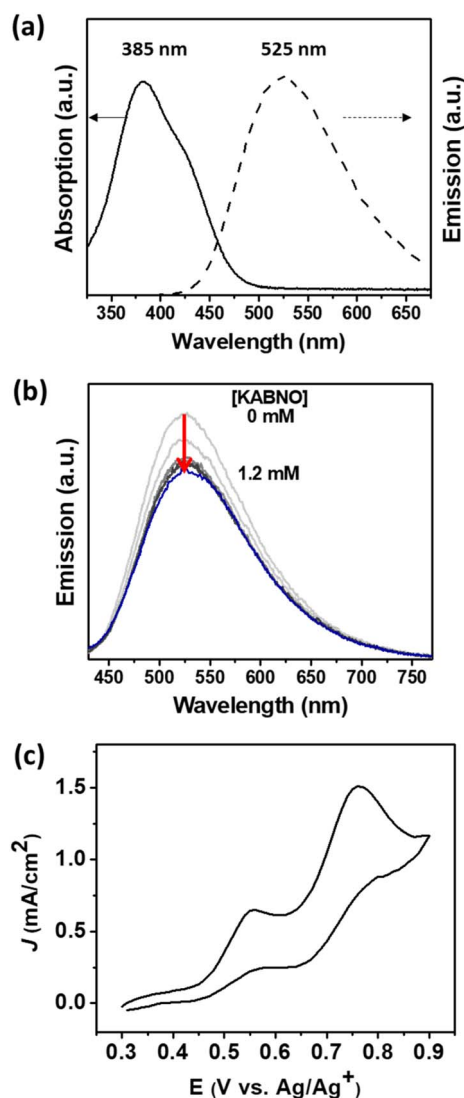 (a)
385 nm
525 nm
Absorption (a.u.)
Emission (a.u.)
350 400 450 500 550 600 650
Wavelength (nm)
(b)
[KABNO]
0 mM
1.2 mM
Emission (a.u.)
450 500 550 600 650 700 750
Wavelength (nm)
(c)
1.5
1.0
0.5
0.0
J (mA/cm²)
0.3 0.4 0.5 0.6 0.7 0.8 0.9
E (V vs. Ag/Ag⁺)